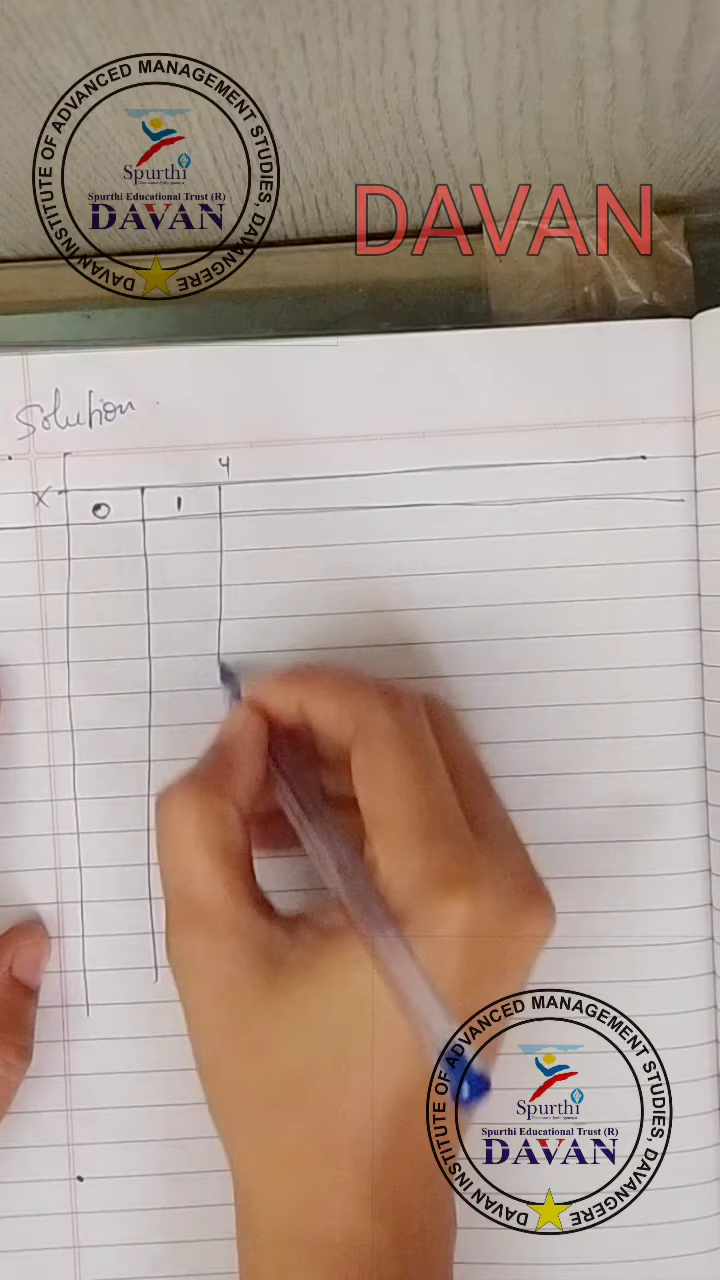 DAVAN INSTITUTE OF ADVANCED MANAGEMENT STUDIES, DAVANGERE
Spurthi
Spurthi Educational Trust (R)
DAVAN
DAVAN
Solution
y
X
0 1
DAVAN INSTITUTE OF ADVANCED MANAGEMENT STUDIES, DAVANGERE
Spurthi
Spurthi Educational Trust (R)
DAVAN